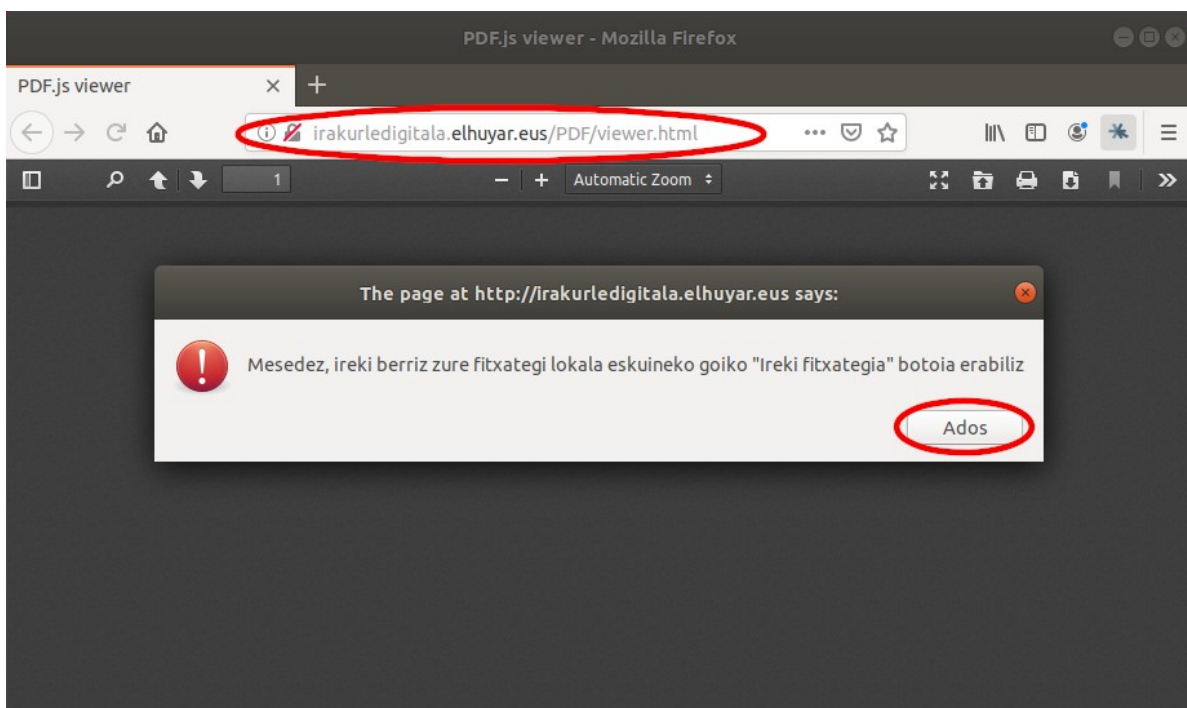 PDF.js viewer - Mozilla Firefox
PDF.js viewer
irakurledigitala.elhuyar.eus/PDF/viewer.html
1
Automatic Zoom
The page at http://irakurledigitala.elhuyar.eus says:
Mesedez, ireki berriz zure fitxategi lokala eskuineko goiko "Ireki fitxategia" botoia erabiliz
Ados